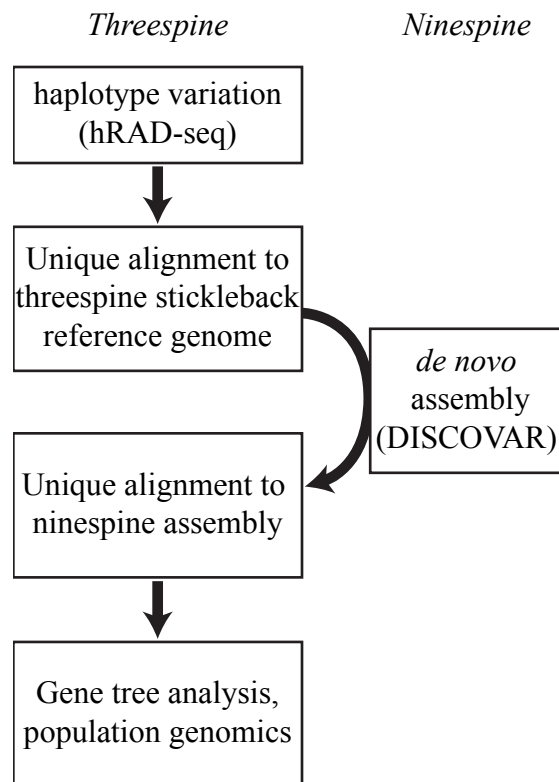 Threespine
Ninespine
haplotype variation
(hRAD-seq)
Unique alignment to
threespine stickleback
reference genome
de novo
assembly
(DISCOVAR)
Unique alignment to
ninespine assembly
Gene tree analysis,
population genomics